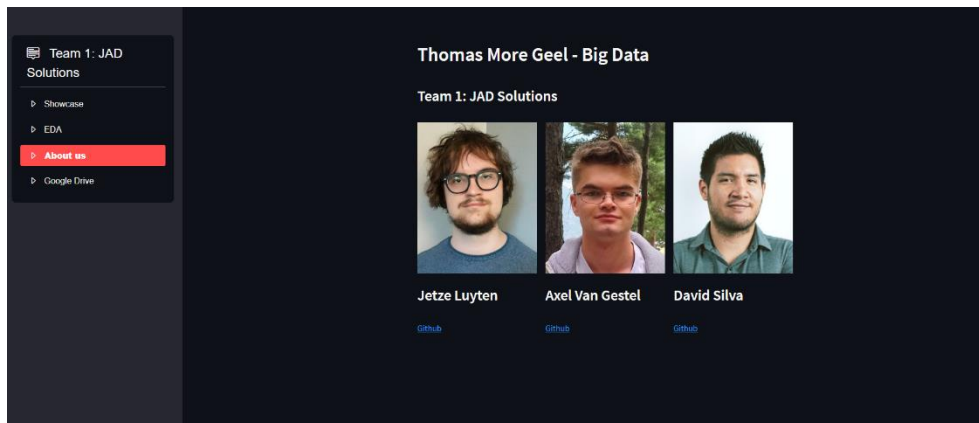 Team 1: JAD
Solutions
Showcase
EDA
About us
Google Drive
Thomas More Geel - Big Data
Team 1: JAD Solutions
Jetze Luyten
Axel Van Gestel
David Silva
Github
Github
Github